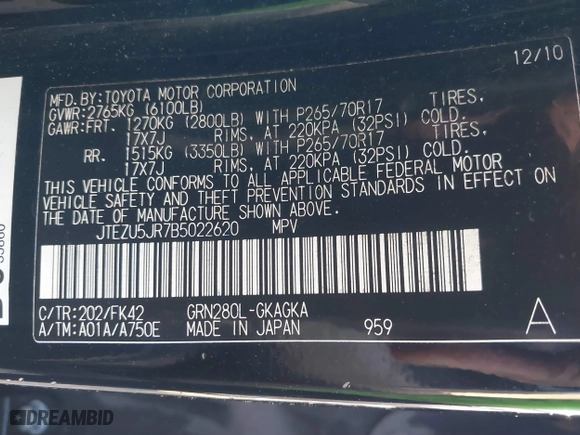 12/10
MFD.BY:TOYOTA MOTOR CORPORATION
GVWR:2765KG (6100LB)
GAWR:FRT. 1270KG (2800LB) WITH P265/70R17 TIRES,
17X7J RIMS, AT 220KPA (32PSI) COLD.
RR. 1515KG (3350LB) WITH P265/70R17 TIRES,
17X7J RIMS, AT 220KPA (32PSI) COLD.
THIS VEHICLE CONFORMS TO ALL APPLICABLE FEDERAL MOTOR
VEHICLE SAFETY AND THEFT PREVENTION STANDARDS IN EFFECT ON
THE DATE OF MANUFACTURE SHOWN ABOVE.
JTEZU5JR7B5022620 MPV
C/TR:202/FK42 GRN280L-GKAGKA
A/TM:A01A/A750E MADE IN JAPAN 959 A
DREAMBID